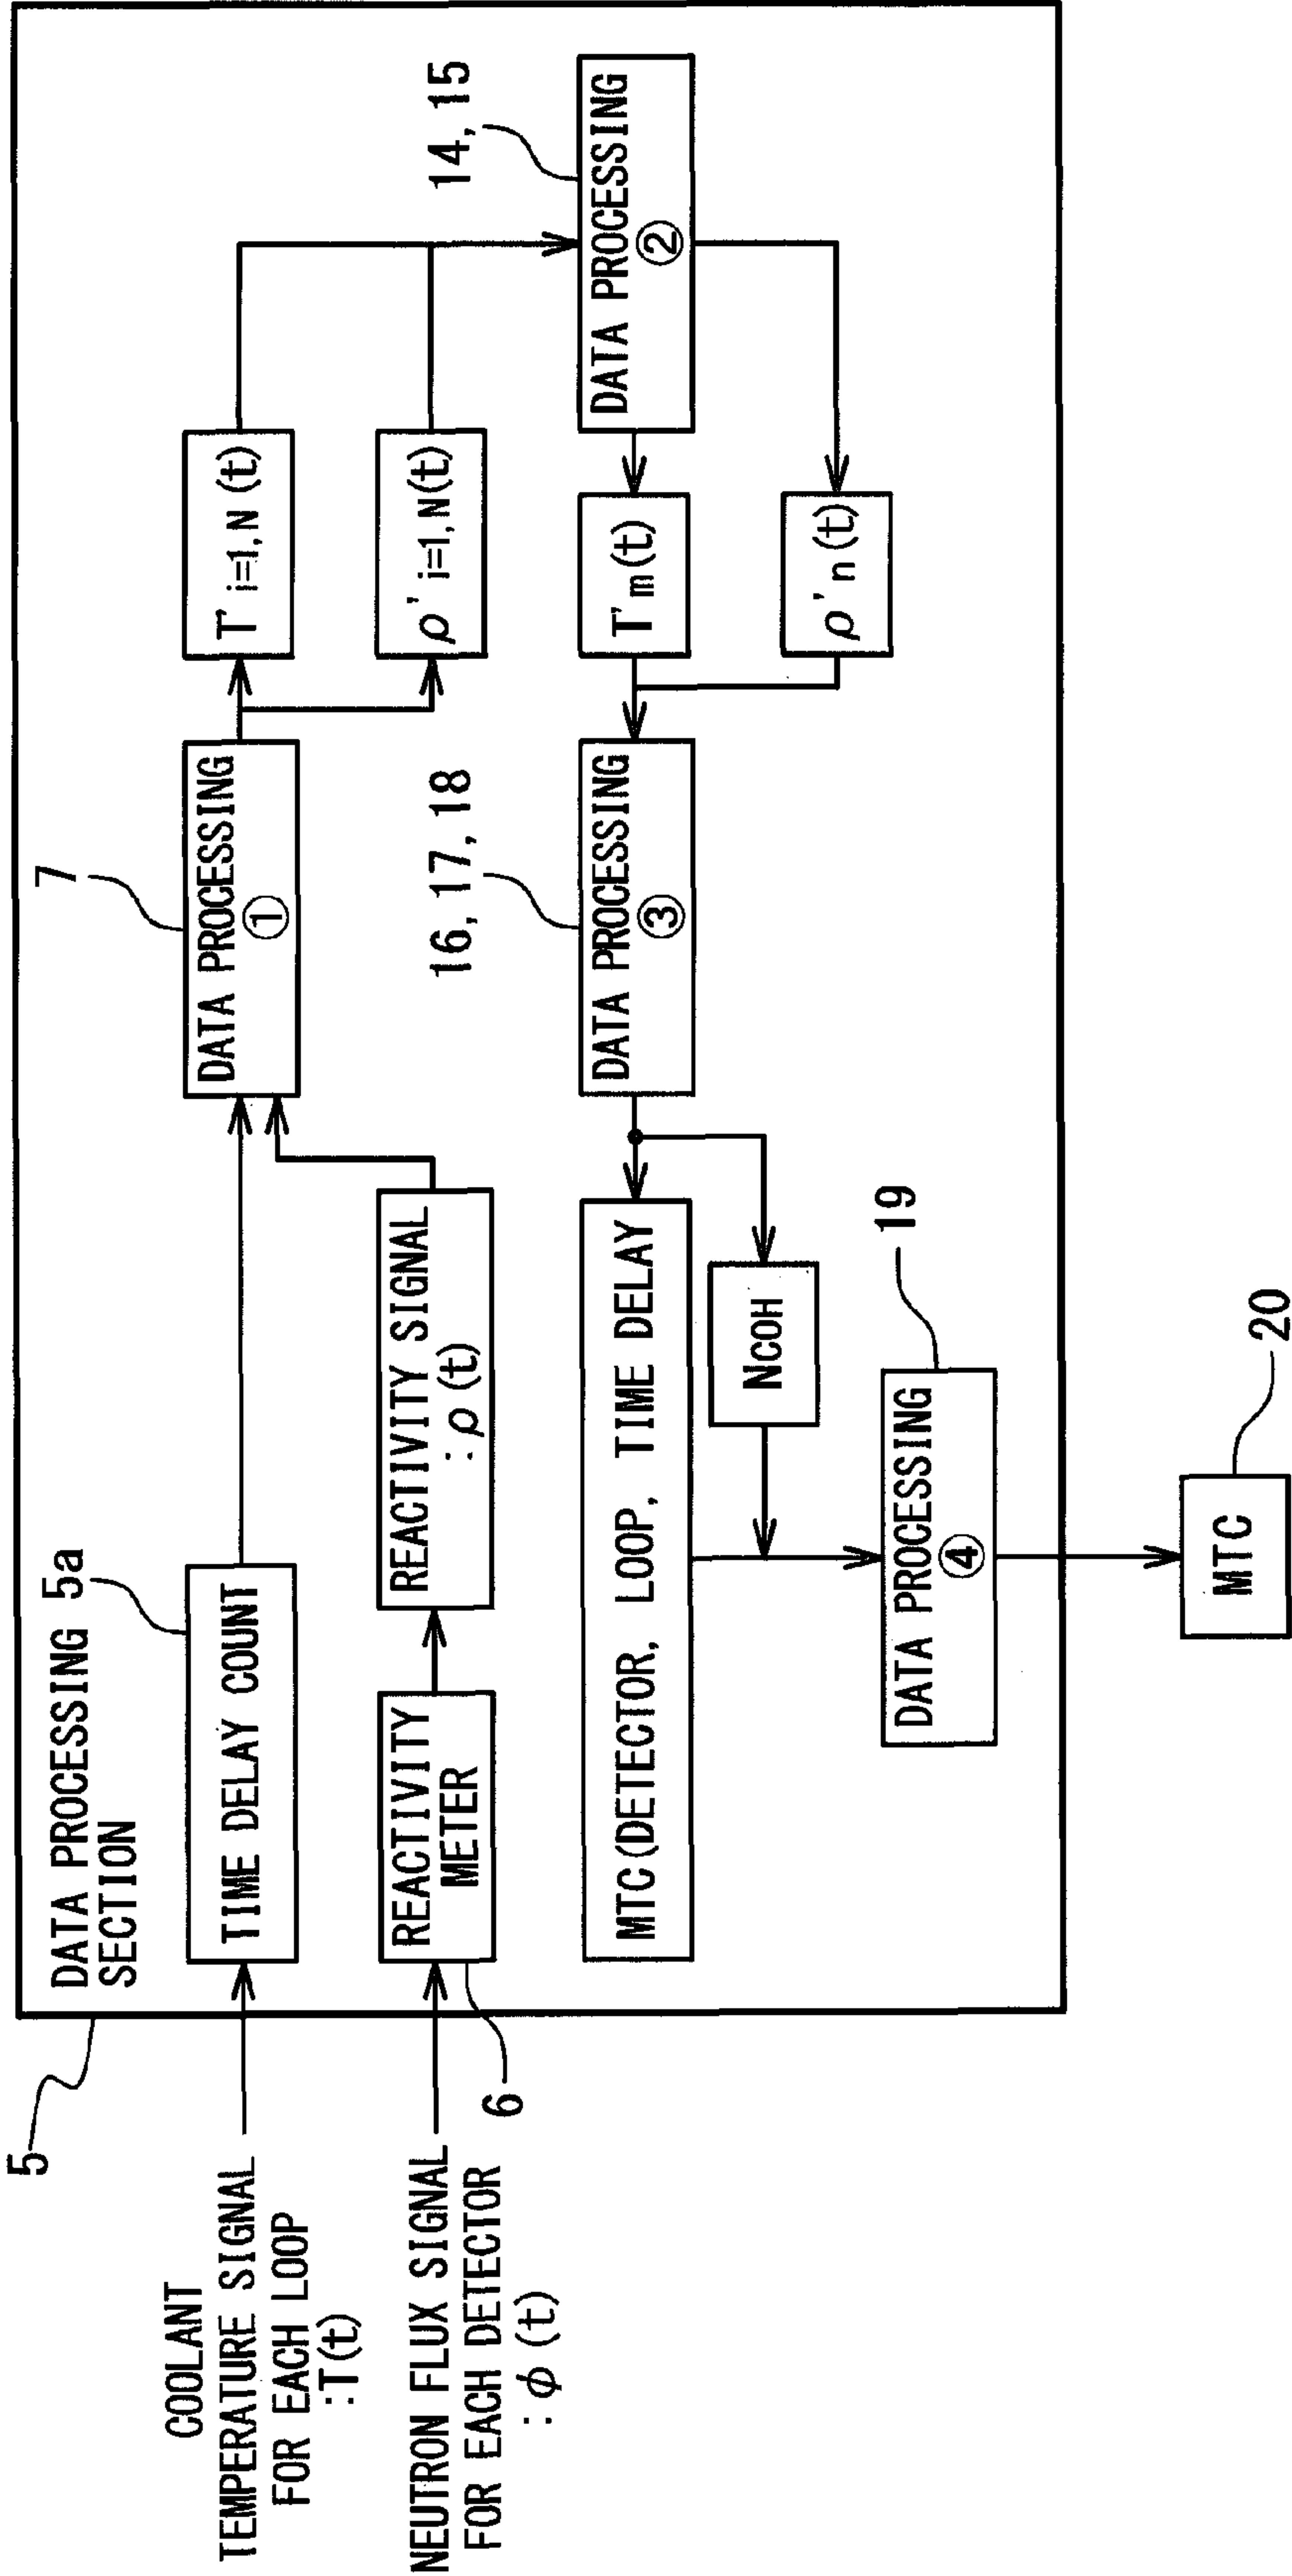 5
DATA PROCESSING
SECTION
COOLANT
TEMPERATURE SIGNAL
FOR EACH LOOP
:T(t)
5a
TIME DELAY COUNT
7
DATA PROCESSING
①
T' i=1, N (t)
NEUTRON FLUX SIGNAL
FOR EACH DETECTOR
:ϕ(t)
6
REACTIVITY
METER
REACTIVITY SIGNAL
:ρ(t)
ρ' i=1, N(t)
14, 15
DATA PROCESSING
②
T'm(t)
ρ'n(t)
16, 17, 18
DATA PROCESSING
③
MTC(DETECTOR, LOOP, TIME DELAY
NCOH
19
DATA PROCESSING
④
20
MTC